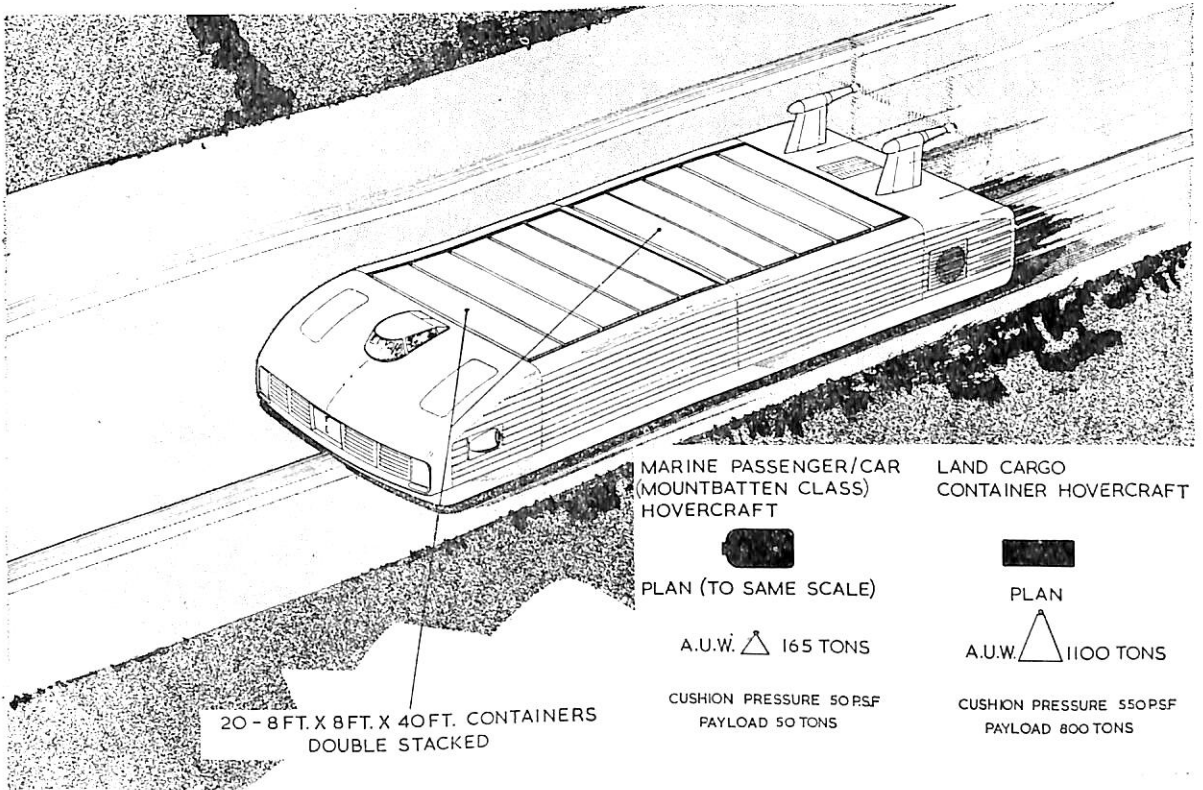 MARINE PASSENGER/CAR
(MOUNTBATTEN CLASS)
HOVERCRAFT
PLAN (TO SAME SCALE)
A.U.W. 165 TONS
CUSHION PRESSURE 50 P.S.F
PAYLOAD 50 TONS
LAND CARGO
CONTAINER HOVERCRAFT
PLAN
A.U.W. 1100 TONS
CUSHION PRESSURE 550 PSF
PAYLOAD 800 TONS
20 - 8 FT. X 8 FT. X 40 FT. CONTAINERS
DOUBLE STACKED